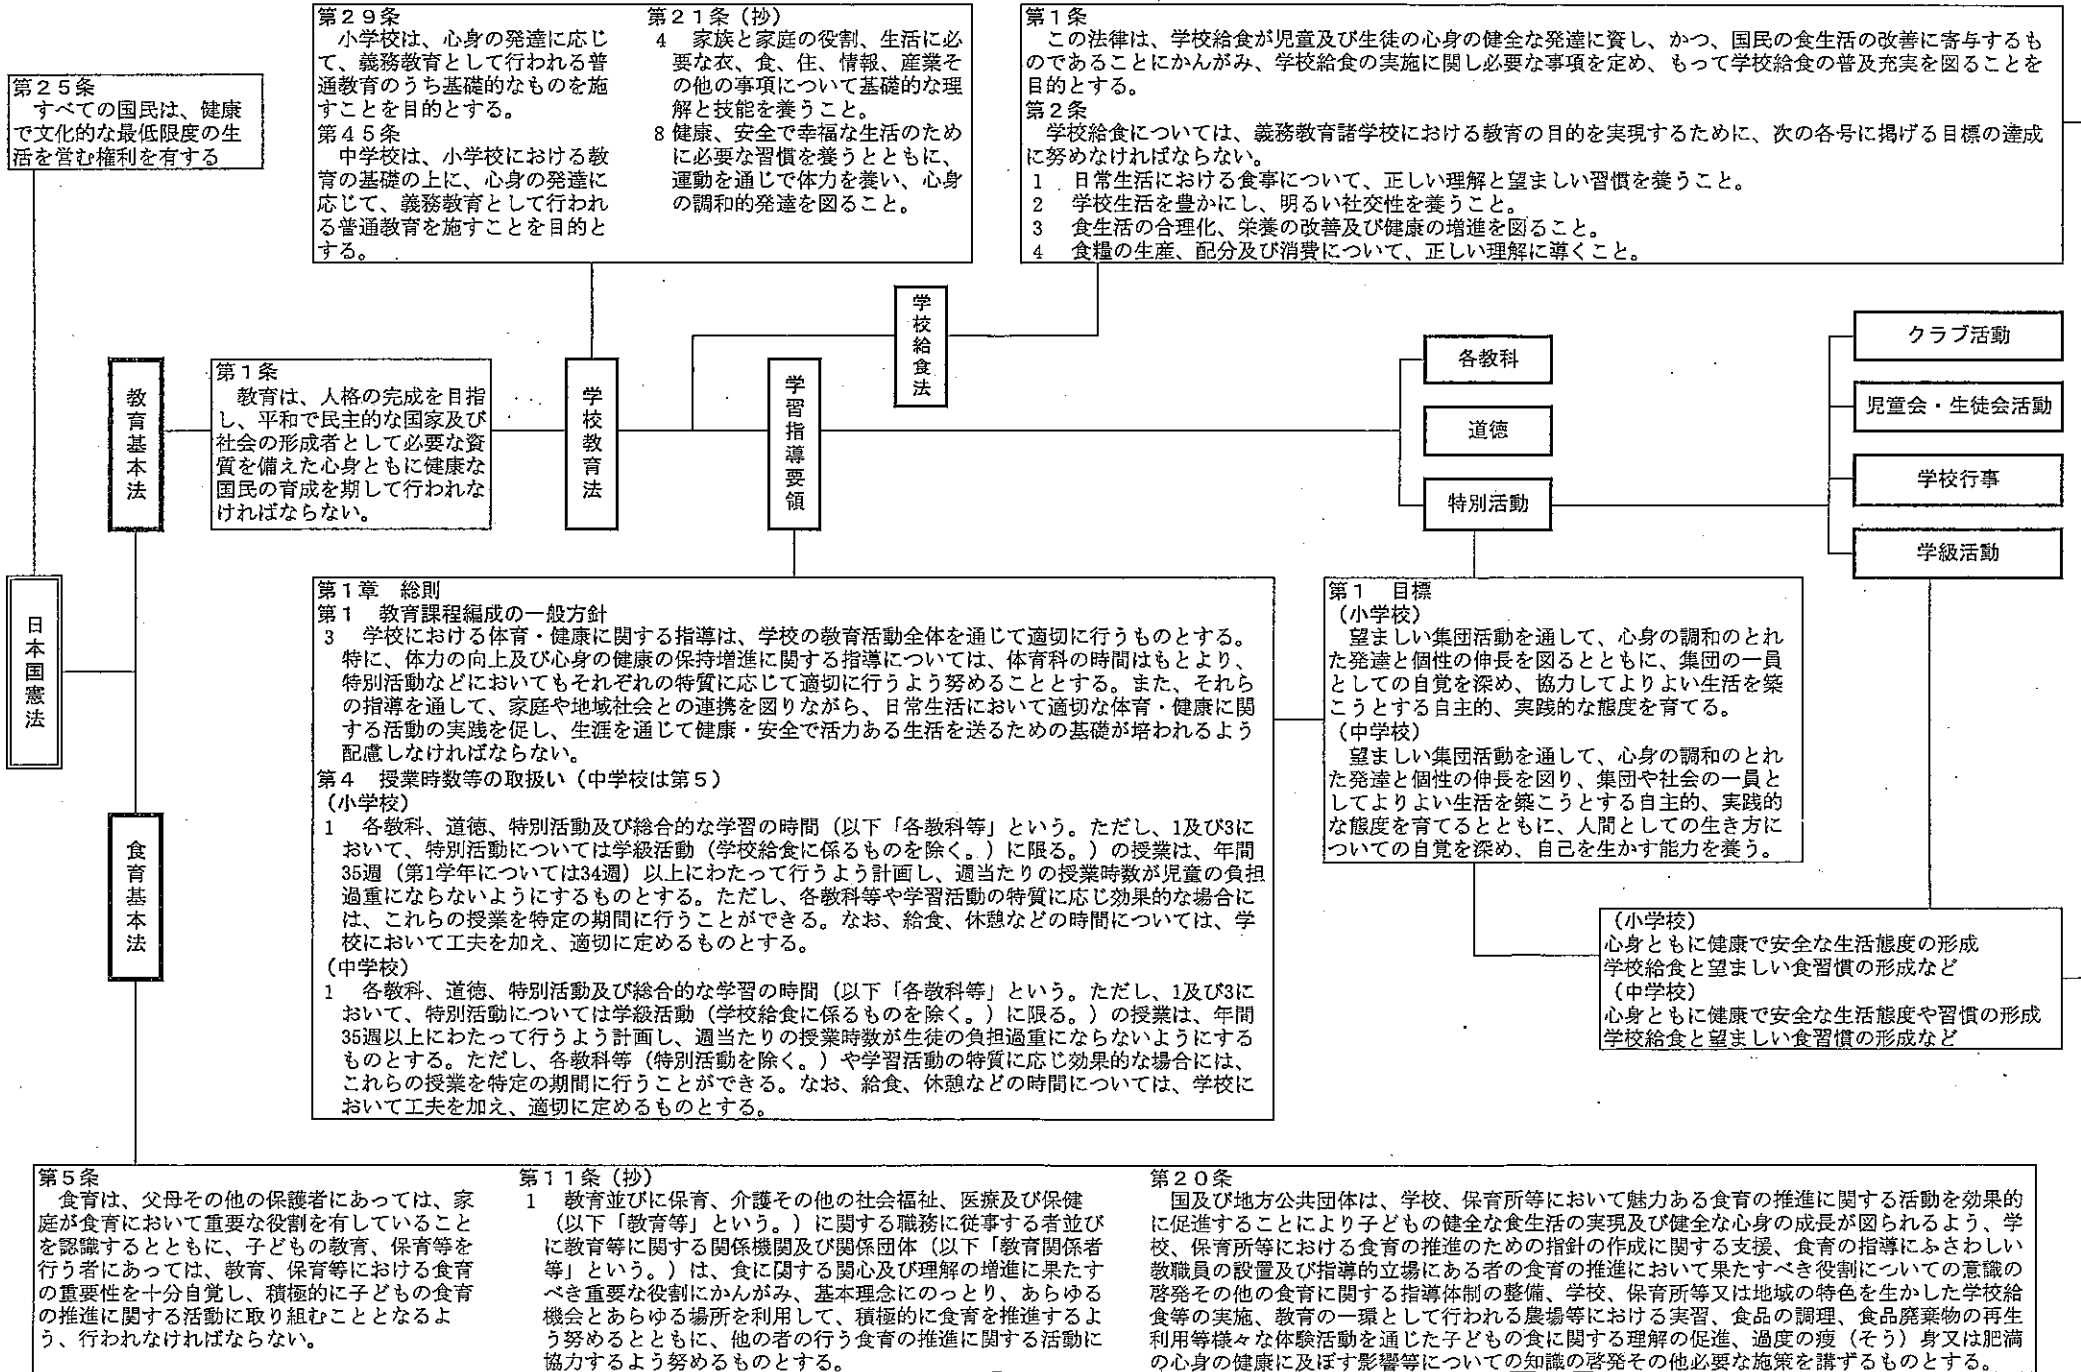 第25条
すべての国民は、健康
で文化的な最低限度の生
活を営む権利を有する
第29条
小学校は、心身の発達に応じ
て、義務教育として行われる普
通教育のうち基礎的なものを施
すことを目的とする。
第45条
中学校は、小学校における教
育の基礎の上に、心身の発達に
応じて、義務教育として行われ
る普通教育を施すことを目的と
する。
第21条(抄)
4 家族と家庭の役割、生活に必
要な衣、食、住、情報、産業そ
の他の事項について基礎的な理
解と技能を養うこと。
8 健康、安全で幸福な生活のため
に必要な習慣を養うとともに、
運動を通じで体力を養い、心身
の調和的発達を図ること。
第1条
この法律は、学校給食が児童及び生徒の心身の健全な発達に資し、かつ、国民の食生活の改善に寄与するも
のであることにかんがみ、学校給食の実施に関し必要な事項を定め、もって学校給食の普及充実を図ることを
目的とする。
第2条
学校給食については、義務教育諸学校における教育の目的を実現するために、次の各号に掲げる目標の達成
に努めなければならない。
1 日常生活における食事について、正しい理解と望ましい習慣を養うこと。
2 学校生活を豊かにし、明るい社交性を養うこと。
3 食生活の合理化、栄養の改善及び健康の増進を図ること。
4 食糧の生産、配分及び消費について、正しい理解に導くこと。
学校給食法
教育基本法
第1条
教育は、人格の完成を目指
し、平和で民主的な国家及び
社会の形成者として必要な資
質を備えた心身ともに健康な
国民の育成を期して行われな
ければならない。
学校教育法
学習指導要領
各教科
道徳
特別活動
クラブ活動
児童会・生徒会活動
学校行事
学級活動
日本国憲法
第1章 総則
第1 教育課程編成の一般方針
3 学校における体育・健康に関する指導は、学校の教育活動全体を通じて適切に行うものとする。
特に、体力の向上及び心身の健康の保持増進に関する指導については、体育科の時間はもとより、
特別活動などにおいてもそれぞれの特質に応じて適切に行うよう努めることとする。また、それら
の指導を通して、家庭や地域社会との連携を図りながら、日常生活において適切な体育・健康に関
する活動の実践を促し、生涯を通じて健康・安全で活力ある生活を送るための基礎が培われるよう
配慮しなければならない。
第4 授業時数等の取扱い(中学校は第5)
(小学校)
1 各教科、道徳、特別活動及び総合的な学習の時間(以下「各教科等」という。ただし、1及び3に
おいて、特別活動については学級活動(学校給食に係るものを除く。)に限る。)の授業は、年間
35週(第1学年については34週)以上にわたって行うよう計画し、週当たりの授業時数が児童の負担
過重にならないようにするものとする。ただし、各教科等や学習活動の特質に応じ効果的な場合に
は、これらの授業を特定の期間に行うことができる。なお、給食、休憩などの時間については、学
校において工夫を加え、適切に定めるものとする。
(中学校)
1 各教科、道徳、特別活動及び総合的な学習の時間(以下「各教科等」という。ただし、1及び3に
おいて、特別活動については学級活動(学校給食に係るものを除く。)に限る。)の授業は、年間
35週以上にわたって行うよう計画し、週当たりの授業時数が生徒の負担過重にならないようにする
ものとする。ただし、各教科等(特別活動を除く。)や学習活動の特質に応じ効果的な場合には、
これらの授業を特定の期間に行うことができる。なお、給食、休憩などの時間については、学校に
おいて工夫を加え、適切に定めるものとする。
第1 目標
(小学校)
望ましい集団活動を通して、心身の調和のとれ
た発達と個性の伸長を図るとともに、集団の一員
としての自覚を深め、協力してよりよい生活を築
こうとする自主的、実践的な態度を育てる。
(中学校)
望ましい集団活動を通して、心身の調和のとれ
た発達と個性の伸長を図り、集団や社会の一員と
してよりよい生活を築こうとする自主的、実践的
な態度を育てるとともに、人間としての生き方に
ついての自覚を深め、自己を生かす能力を養う。
(小学校)
心身ともに健康で安全な生活態度の形成
学校給食と望ましい食習慣の形成など
(中学校)
心身ともに健康で安全な生活態度や習慣の形成
学校給食と望ましい食習慣の形成など
食育基本法
第5条
食育は、父母その他の保護者にあっては、家
庭が食育において重要な役割を有していること
を認識するとともに、子どもの教育、保育等を
行う者にあっては、教育、保育等における食育
の重要性を十分自覚し、積極的に子どもの食育
の推進に関する活動に取り組むこととなるよ
う、行われなければならない。
第11条(抄)
1 教育並びに保育、介護その他の社会福祉、医療及び保健
(以下「教育等」という。)に関する職務に従事する者並び
に教育等に関する関係機関及び関係団体(以下「教育関係者
等」という。)は、食に関する関心及び理解の増進に果たす
べき重要な役割にかんがみ、基本理念にのっとり、あらゆる
機会とあらゆる場所を利用して、積極的に食育を推進するよ
う努めるとともに、他の者の行う食育の推進に関する活動に
協力するよう努めるものとする。
第20条
国及び地方公共団体は、学校、保育所等において魅力ある食育の推進に関する活動を効果的
に促進することにより子どもの健全な食生活の実現及び健全な心身の成長が図られるよう、学
校、保育所等における食育の推進のための指針の作成に関する支援、食育の指導にふさわしい
教職員の設置及び指導的立場にある者の食育の推進において果たすべき役割についての意識の
啓発その他の食育に関する指導体制の整備、学校、保育所等又は地域の特色を生かした学校給
食等の実施、教育の一環として行われる農場等における実習、食品の調理、食品廃棄物の再生
利用等様々な体験活動を通じた子どもの食に関する理解の促進、過度の痩(そう)身又は肥満
の心身の健康に及ぼす影響等についての知識の啓発その他必要な施策を講ずるものとする。